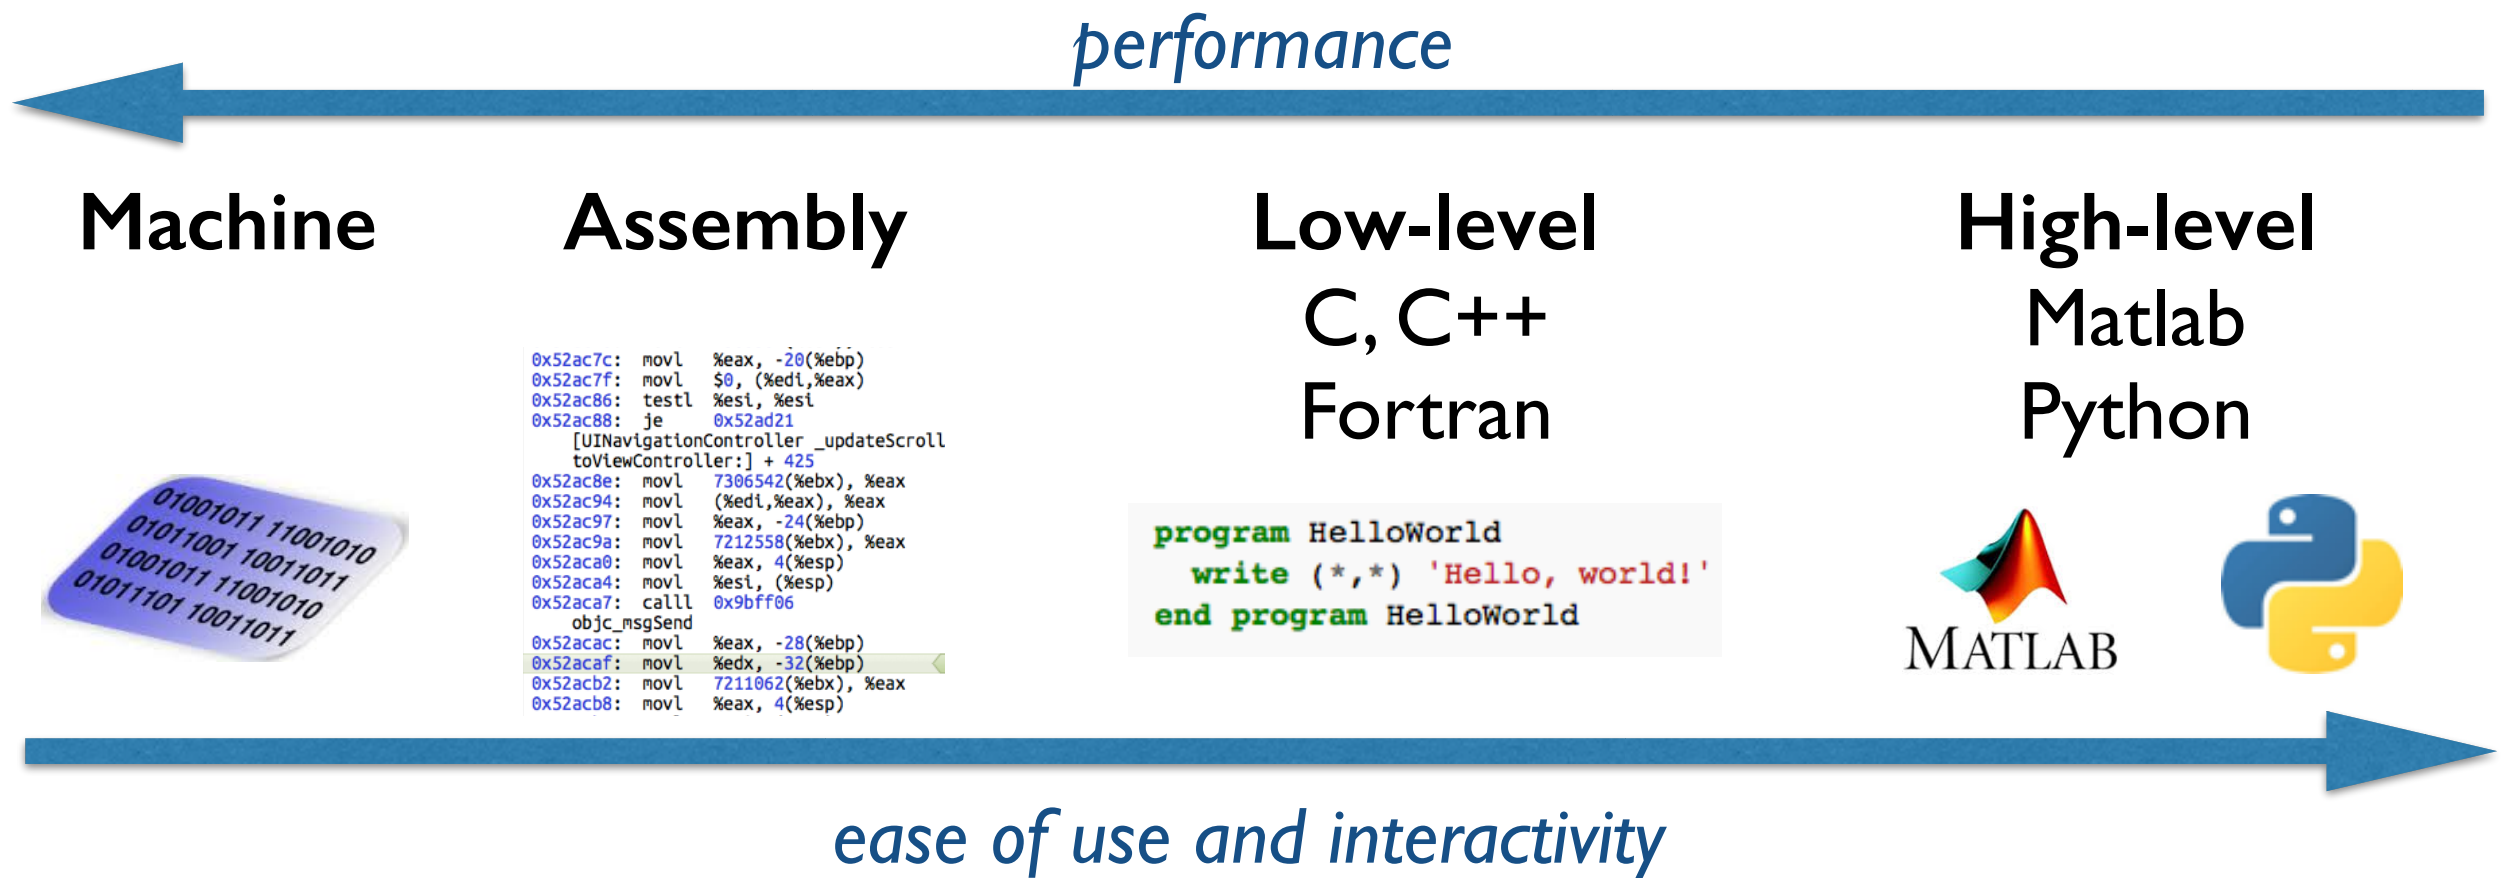 performance
Machine
Assembly
Low-level
High-level
C, C++
Matlab
Fortran
Python
01001011 11001010
01011001 10011011
01001011 11001010
01011101 10011011
0x52ac7c: movl %eax, -20(%ebp)
0x52ac7f: movl $0, (%edi,%eax)
0x52ac86: testl %esi, %esi
0x52ac88: je 0x52ad21
[UINavigationController _updateScroll
toViewController:] + 425
0x52ac8e: movl 7306542(%ebx), %eax
0x52ac94: movl (%edi,%eax), %eax
0x52ac97: movl %eax, -24(%ebp)
0x52ac9a: movl 7212558(%ebx), %eax
0x52aca0: movl %eax, 4(%esp)
0x52aca4: movl %esi, (%esp)
0x52aca7: calll 0x9bff06
objc_msgSend
0x52acac: movl %eax, -28(%ebp)
0x52acaf: movl %edx, -32(%ebp)
0x52acb2: movl 7211062(%ebx), %eax
0x52acb8: movl %eax, 4(%esp)
program HelloWorld
write (*,*) 'Hello, world!'
end program HelloWorld
MATLAB
ease of use and interactivity